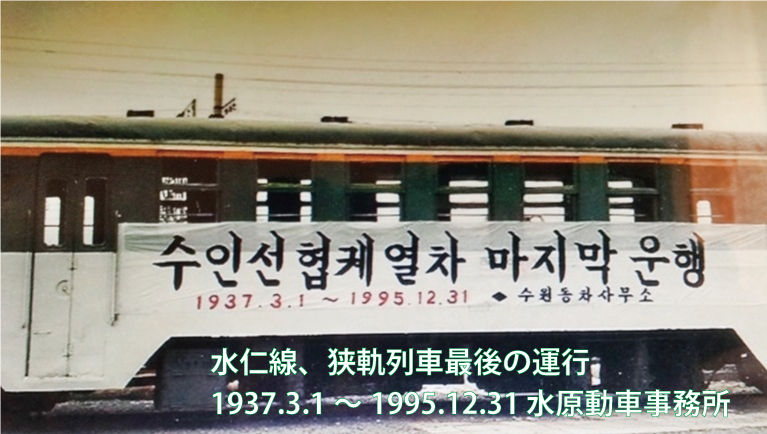 수인선협궤열차 마지막 운행
1937.3.1 ~ 1995.12.31 ◆ 수원동차사무소
水仁線、狭軌列車最後の運行
1937.3.1 ～ 1995.12.31 水原動車事務所